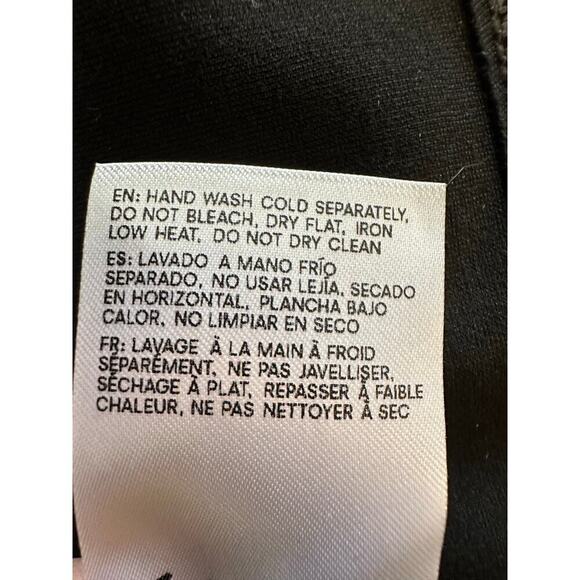 EN: HAND WASH COLD SEPARATELY,
DO NOT BLEACH, DRY FLAT, IRON
LOW HEAT, DO NOT DRY CLEAN
ES: LAVADO A MANO FRÍO
SEPARADO, NO USAR LEJÍA, SECADO
EN HORIZONTAL, PLANCHA BAJO
CALOR, NO LIMPIAR EN SECO
FR: LAVAGE À LA MAIN À FROID
SÉPARÉMENT, NE PAS JAVELLISER,
SÉCHAGE À PLAT, REPASSER À FAIBLE
CHALEUR, NE PAS NETTOYER À SEC